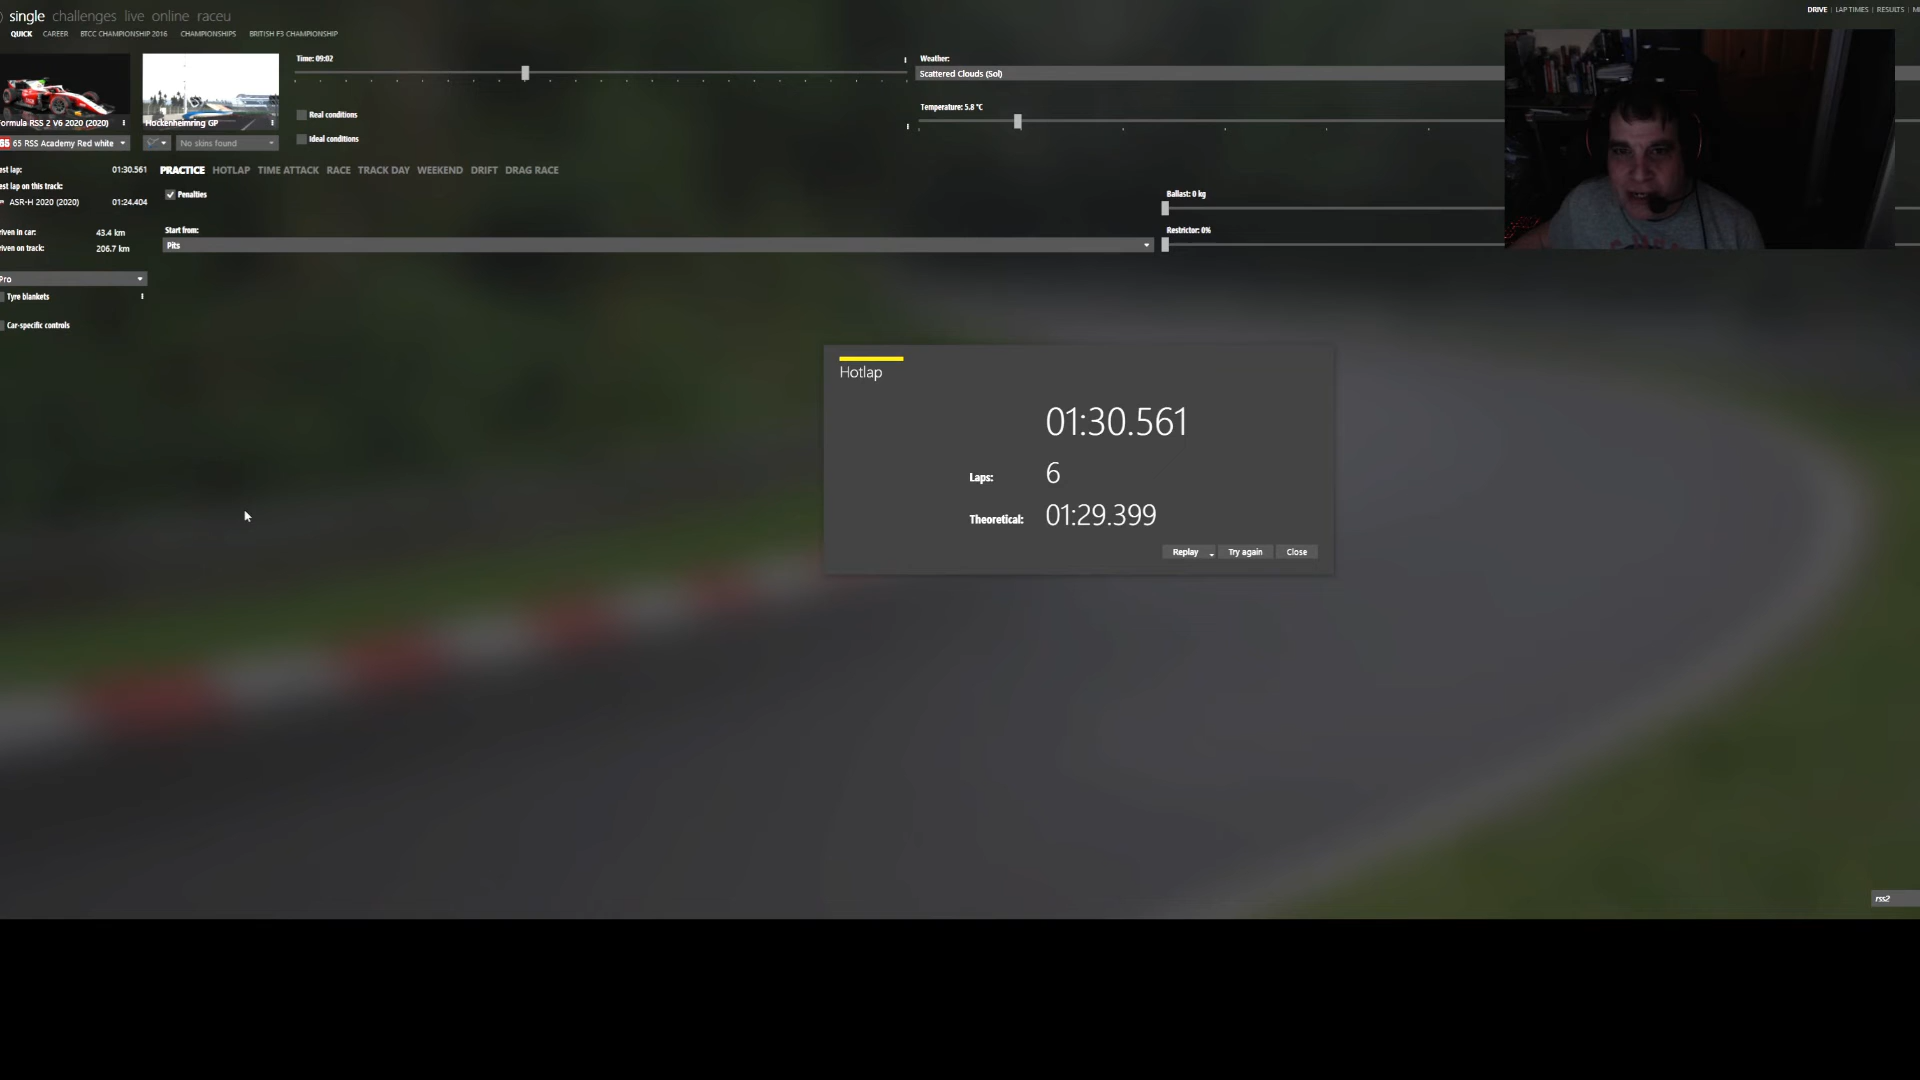 single challenges live online raceu
DRIVE | LAP TIMES | RESULTS |
QUICK CAREER BTCC CHAMPIONSHIP 2016 CHAMPIONSHIPS BRITISH F3 CHAMPIONSHIP
Time: 09:02
Weather:
Scattered Clouds (Sol)
Temperature: 5.8 °C
Real conditions
Ideal conditions
ormula RSS 2 V6 2020 (2020)
Hockenheimring GP
65 65 RSS Academy Red white
No skins found
est lap: 01:30.561
est lap on this track:
ASR-H 2020 (2020) 01:24.404
riven in car: 43.4 km
riven on track: 206.7 km
Pro
Tyre blankets
Car-specific controls
PRACTICE HOTLAP TIME ATTACK RACE TRACK DAY WEEKEND DRIFT DRAG RACE
Penalties
Start from:
Pits
Ballast: 0 kg
Restrictor: 0%
Hotlap
01:30.561
Laps: 6
Theoretical: 01:29.399
Replay Try again Close
rss2